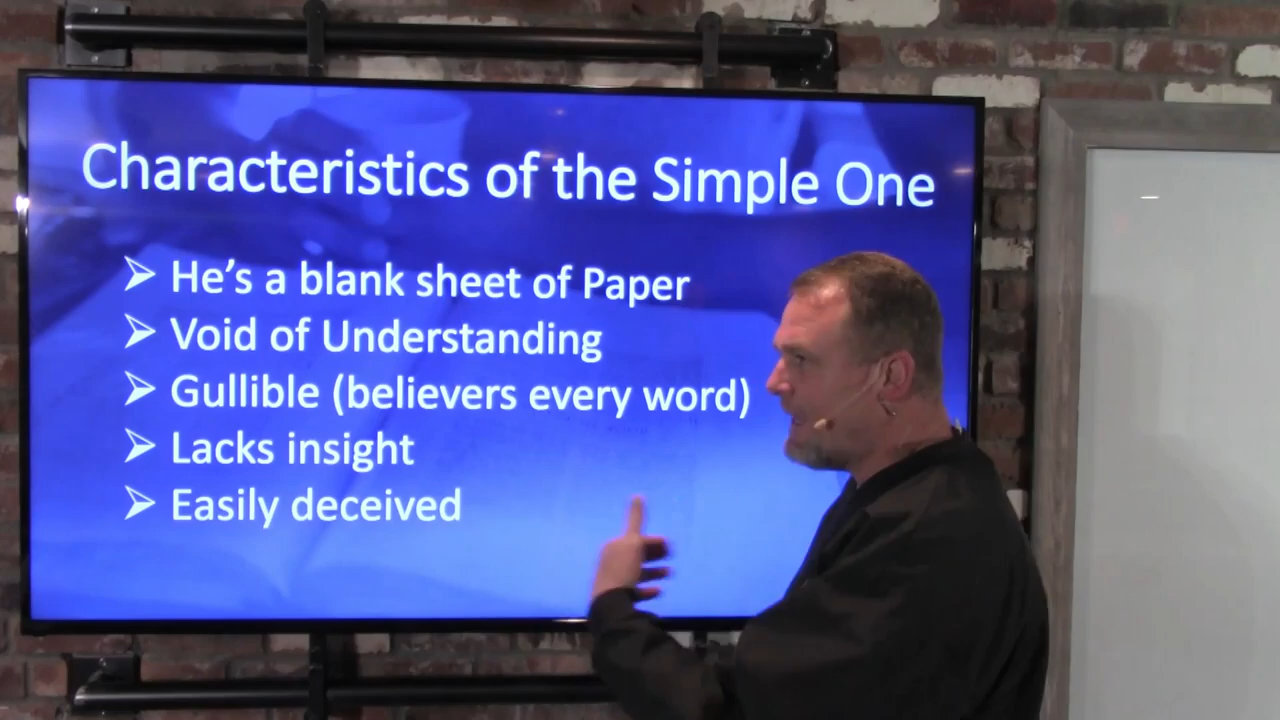 Characteristics of the Simple One
➢ He's a blank sheet of Paper
➢ Void of Understanding
➢ Gullible (believers every word)
➢ Lacks insight
➢ Easily deceived